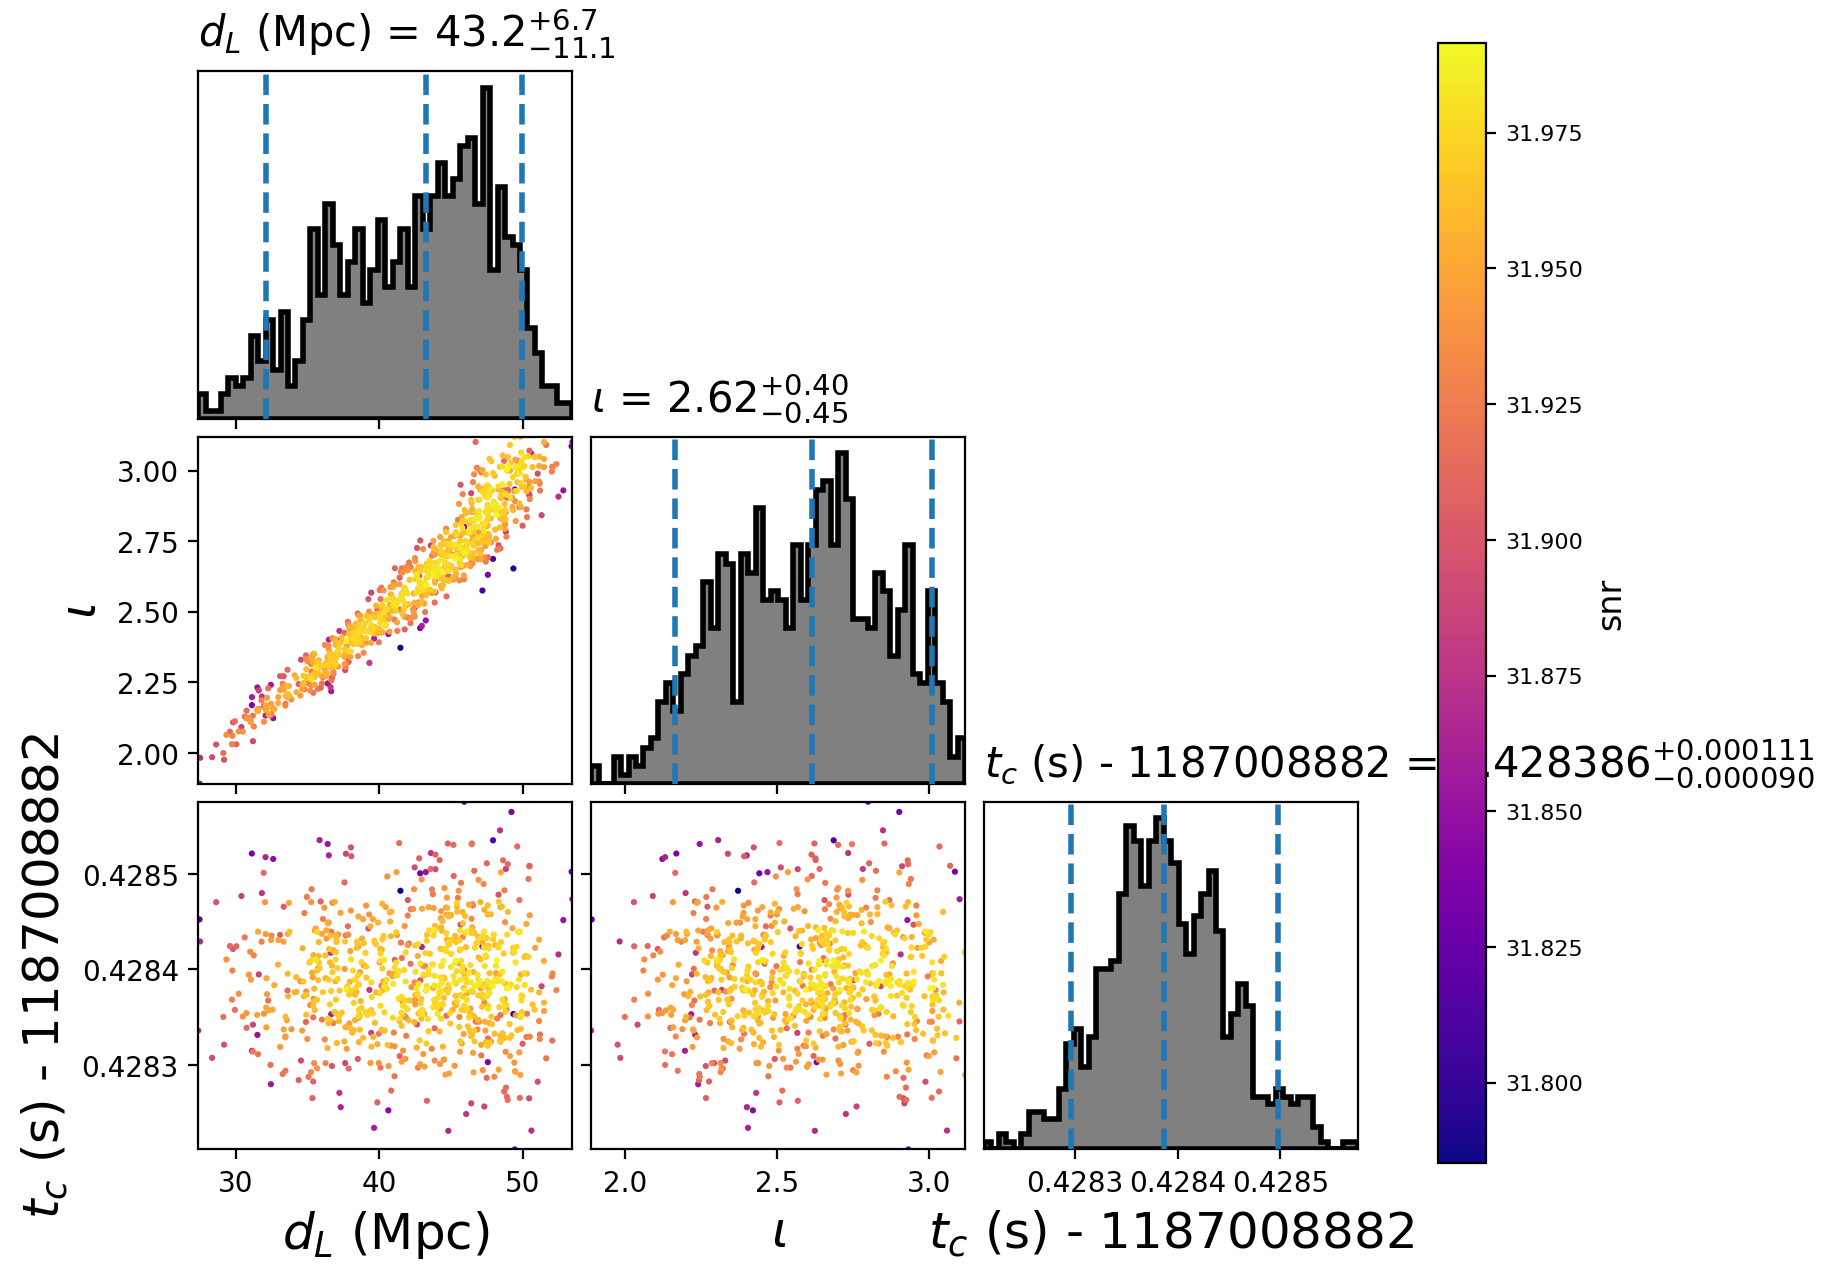 d_L (Mpc) = 43.2^{+6.7}_{−11.1}
ι = 2.62^{+0.40}_{−0.45}
3.00
2.75
2.50
2.25
2.00
ι
t_c (s) - 1187008882 = .428386^{+0.000111}_{−0.000090}
0.4285
0.4284
0.4283
t_c (s) - 1187008882
30 40 50
d_L (Mpc)
2.0 2.5 3.0
ι
0.4283 0.4284 0.4285
t_c (s) - 1187008882
31.975
31.950
31.925
31.900
31.875
31.850
31.825
31.800
snr